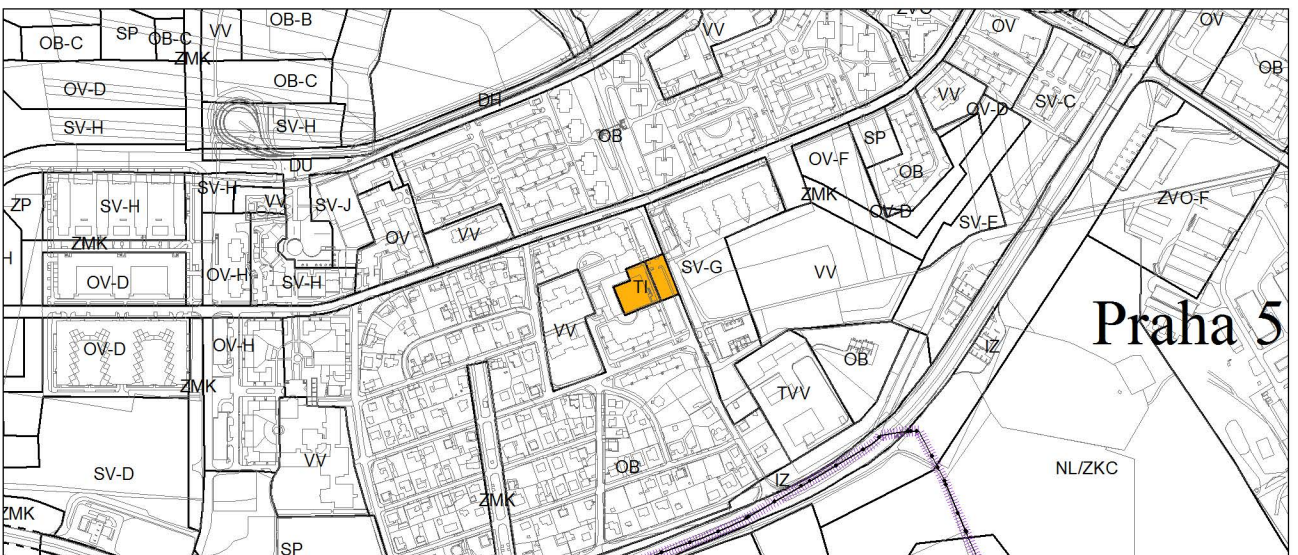 OB-B
OV
SP
VV
VV
OB-C
OB-C
ZMK
OB
OB-C
OV-D
DH
VV
SV-C
OV-D
SV-H
SV-H
OB
SP
OV-F
DU
OB
SV-H
ZMK
ZP
SV-H
VV
SV-J
OV-D
ZVO-F
SV-E
OV
VV
ZMK
SV-G
VV
OV-H
OV-D
SV-H
TI
Praha 5
VV
OV-D
OV-H
IZ
OB
ZMK
TVV
VV
OB
NL/ZKC
SV-D
IZ
ZMK
ZMK
SP